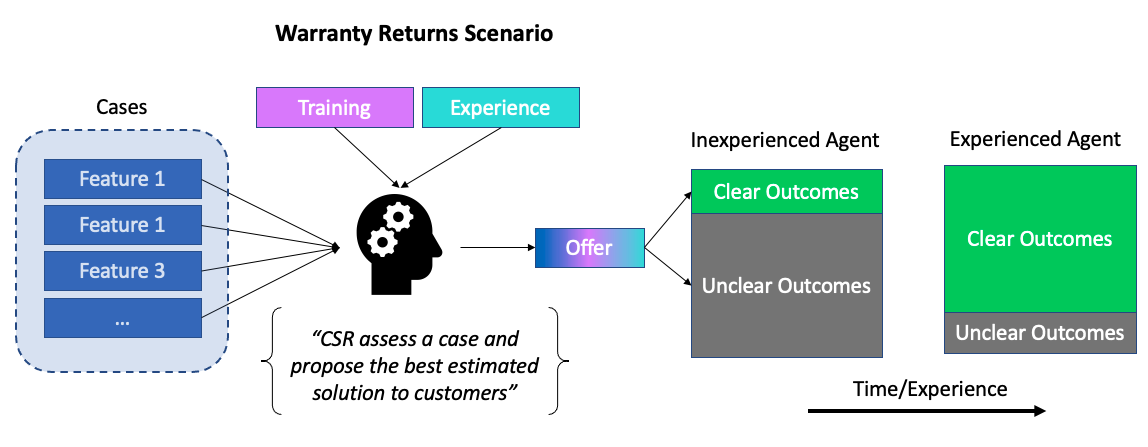 Warranty Returns Scenario
Cases
Training
Experience
Feature 1
Feature 1
Feature 3
...
“CSR assess a case and
propose the best estimated
solution to customers”
Offer
Inexperienced Agent
Clear Outcomes
Unclear Outcomes
Experienced Agent
Clear Outcomes
Unclear Outcomes
Time/Experience